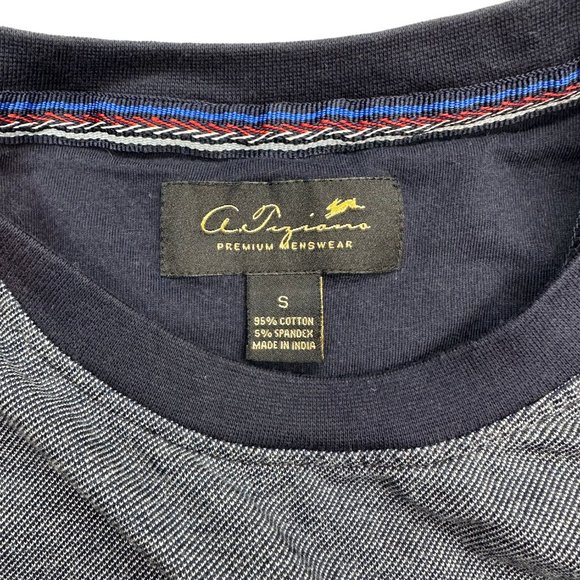 A.Tiziano
PREMIUM MENSWEAR
S
95% COTTON
5% SPANDEX
MADE IN INDIA